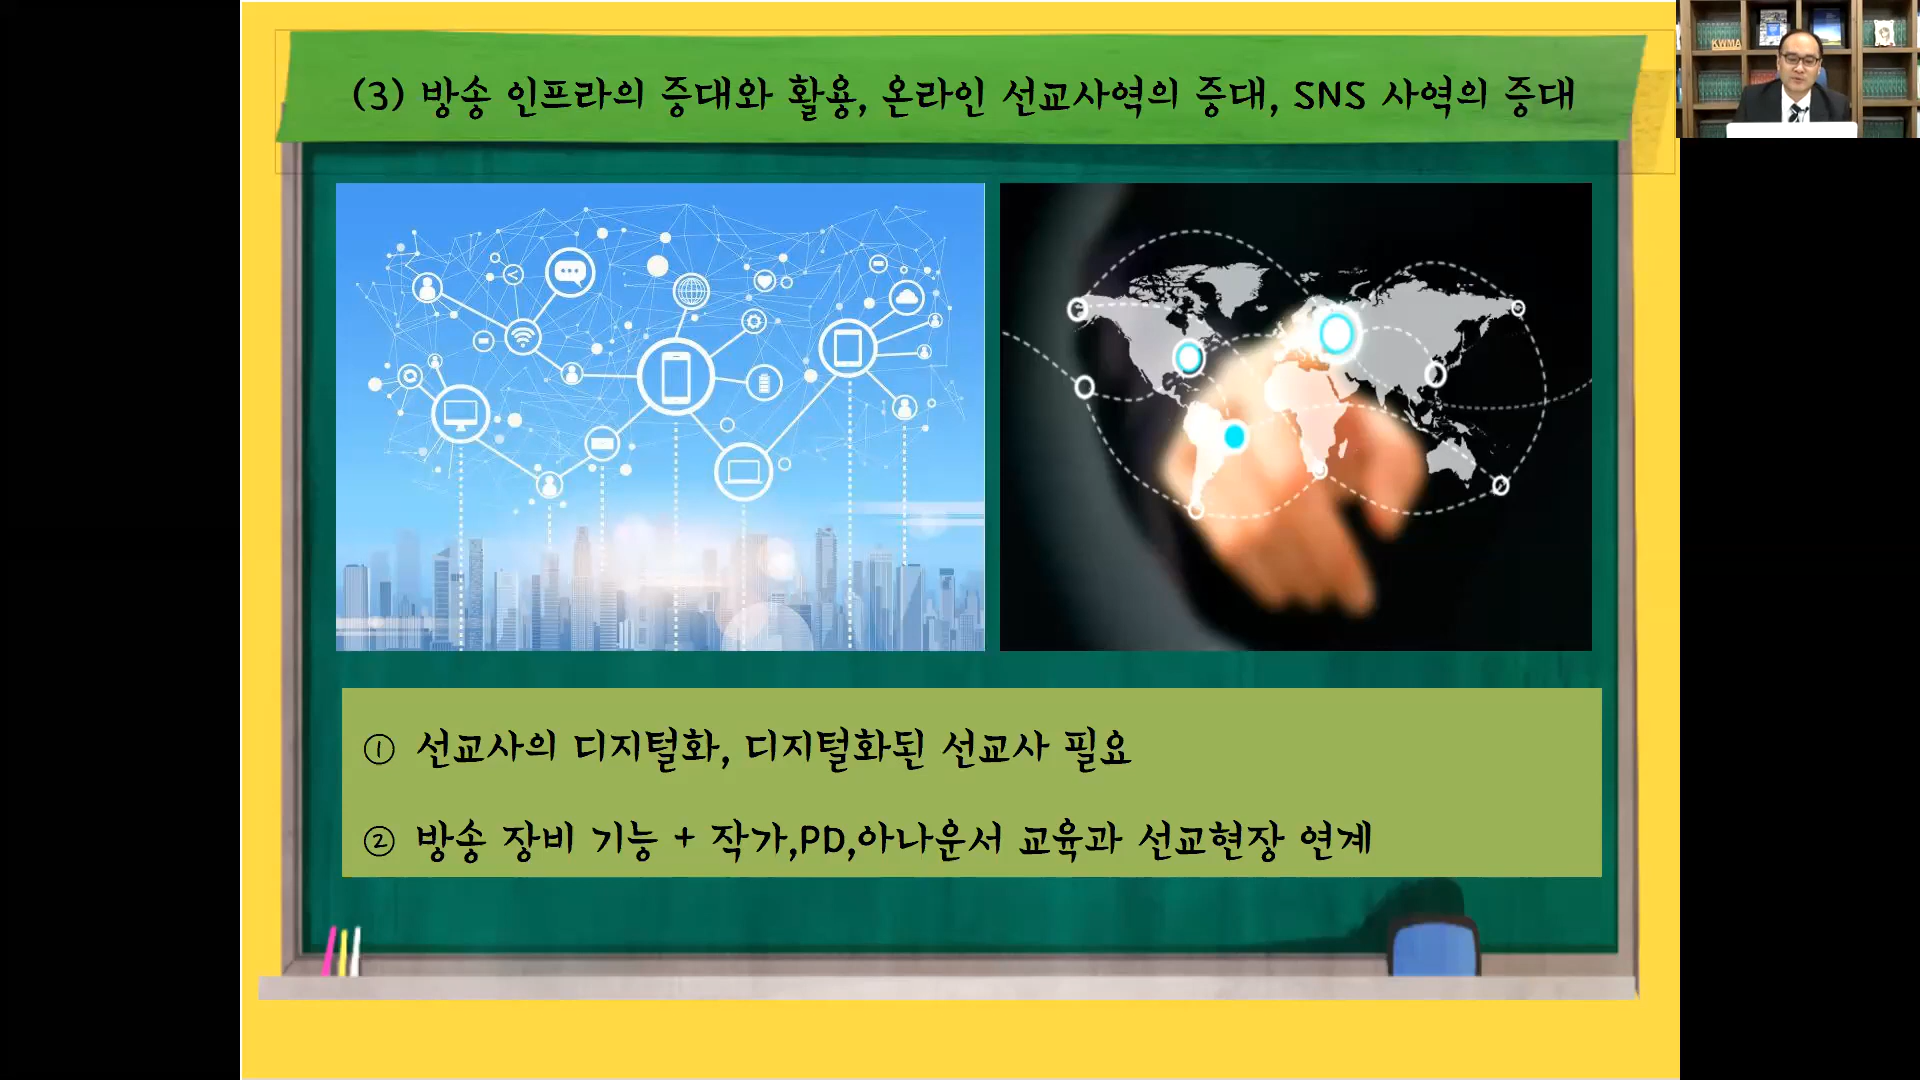 (3) 방송 인프라의 증대와 활용, 온라인 선교사역의 증대, SNS 사역의 증대
KWMA
① 선교사의 디지털화, 디지털화된 선교사 필요
② 방송 장비 기능 + 작가,PD,아나운서 교육과 선교현장 연계